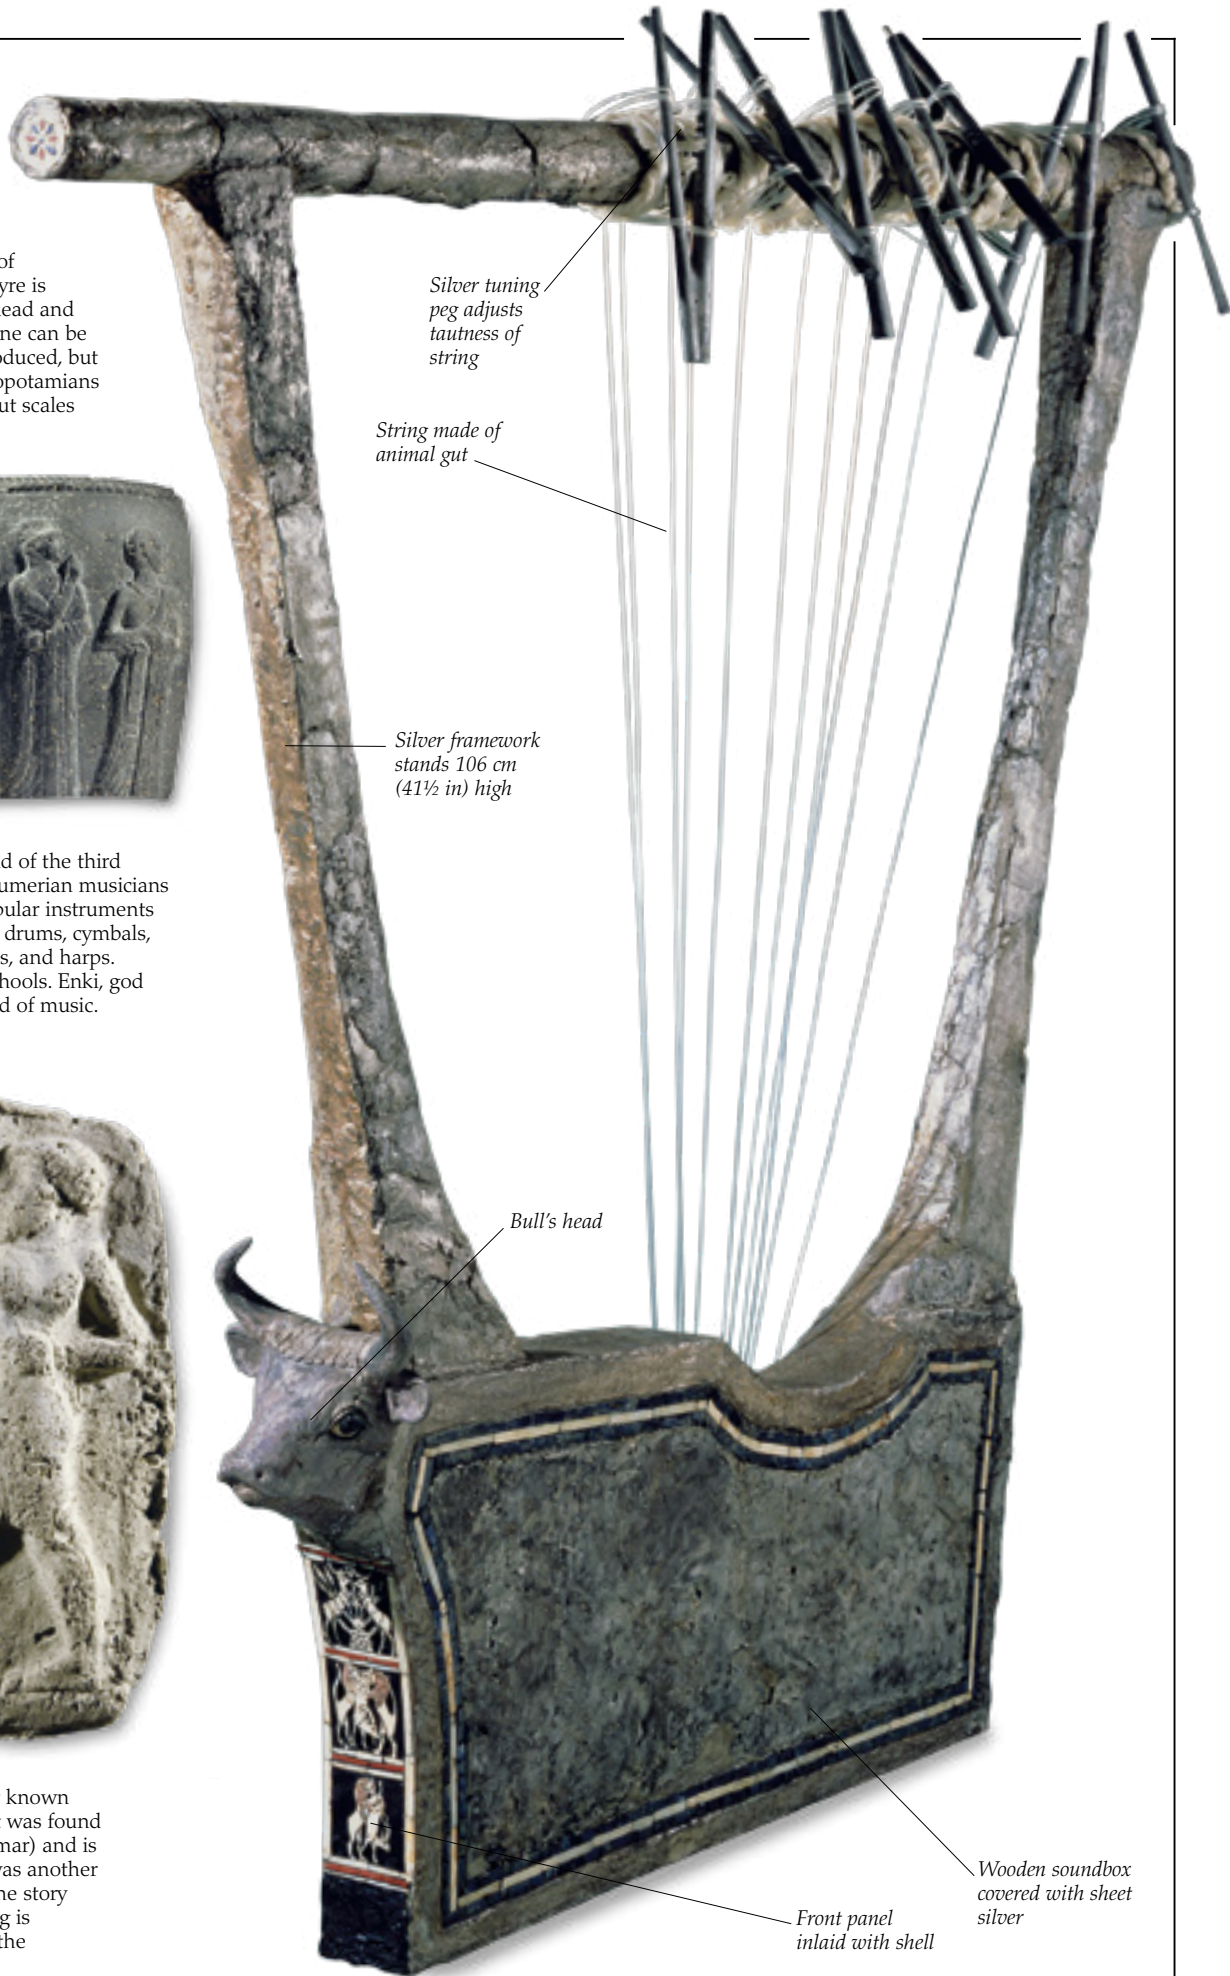 of
yre is
ead and
ne can be
oduced, but
opotamians
ut scales
Silver tuning
peg adjusts
tautness of
string
String made of
animal gut
Silver framework
stands 106 cm
(41½ in) high
d of the third
umerian musicians
pular instruments
drums, cymbals,
s, and harps.
hools. Enki, god
d of music.
Bull’s head
known
t was found
mar) and is
vas another
he story
g is
the
Wooden soundbox
covered with sheet
silver
Front panel
inlaid with shell